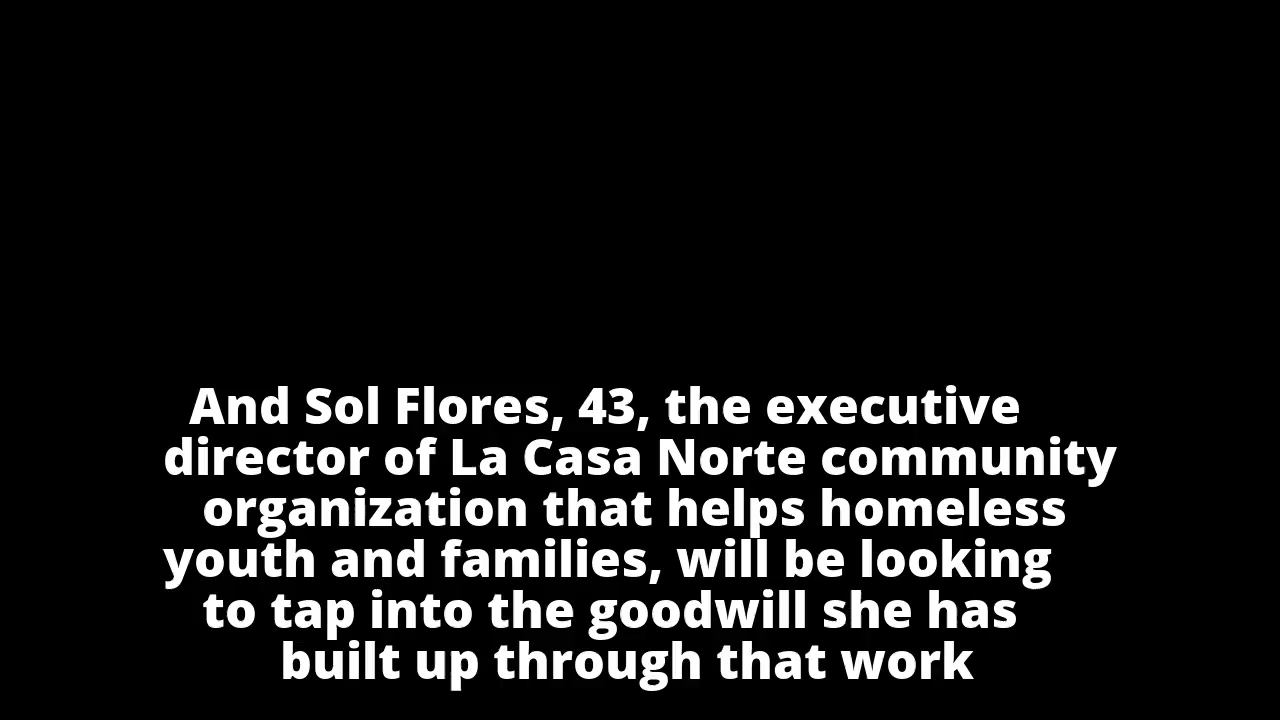 And Sol Flores, 43, the executive
director of La Casa Norte community
organization that helps homeless
youth and families, will be looking
to tap into the goodwill she has
built up through that work